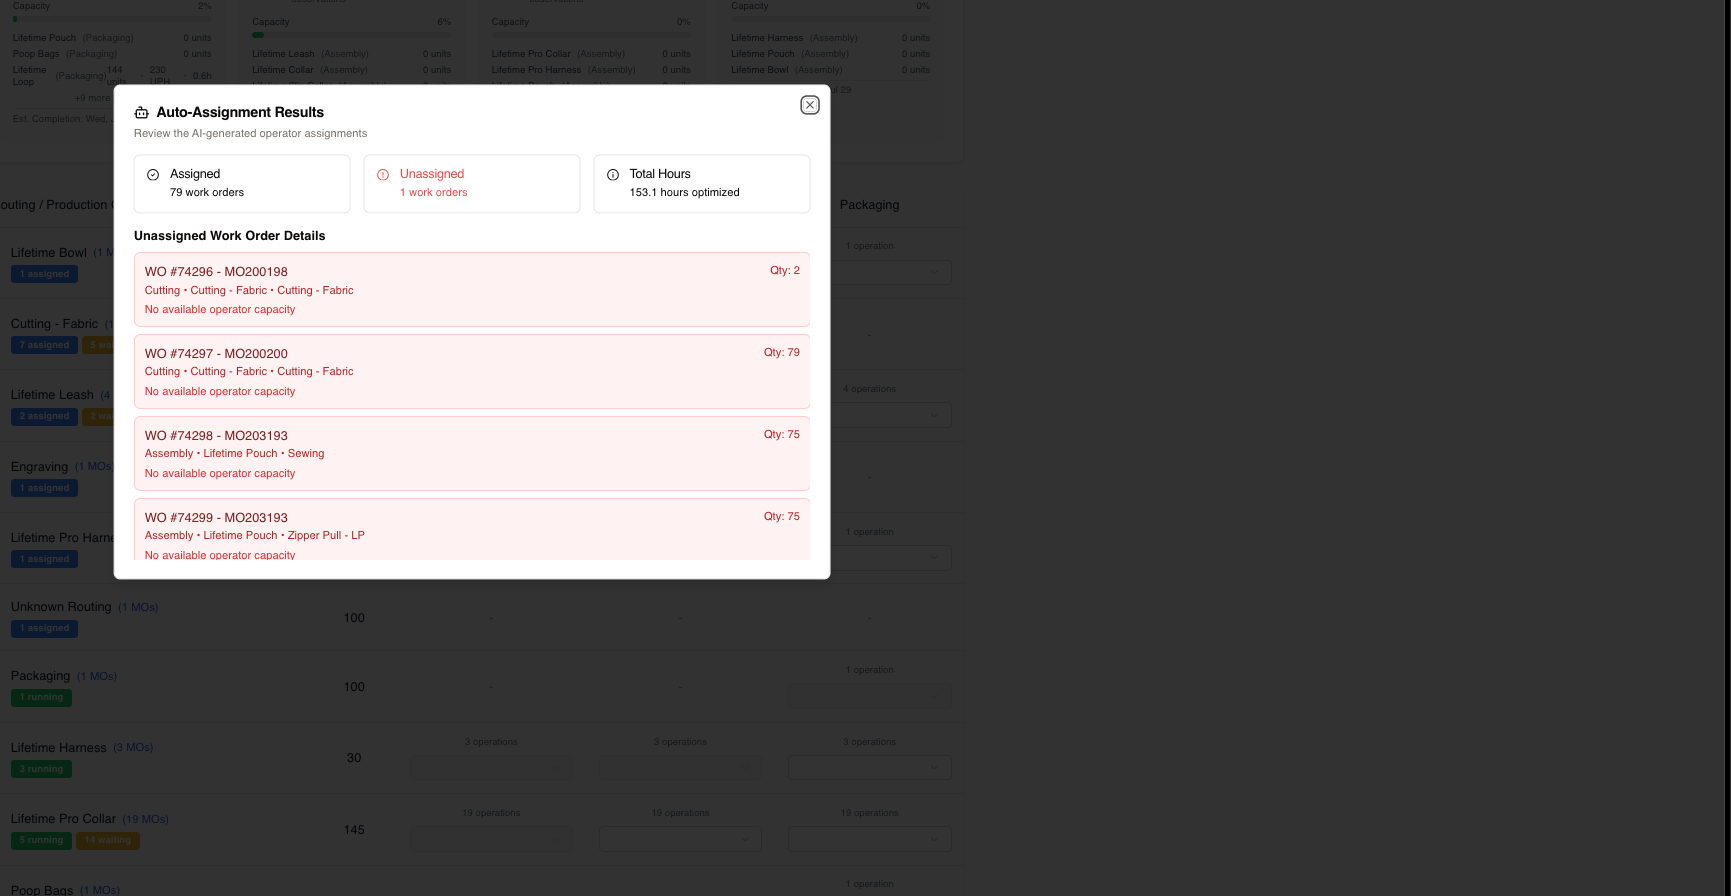 Capacity 2%
Capacity 6%
Capacity 0%
Capacity 0%
Lifetime Pouch (Packaging) 0 units
Poop Bags (Packaging) 0 units
Lifetime Loop (Packaging) 144 units - 230 UPH - 0.6h
+9 more
Est. Completion: Wed,
Lifetime Leash (Assembly) 0 units
Lifetime Collar (Assembly) 0 units
Lifetime Pro Collar (Assembly) 0 units
Lifetime Pro Harness (Assembly) 0 units
Lifetime Harness (Assembly) 0 units
Lifetime Pouch (Assembly) 0 units
Lifetime Bowl (Assembly) 0 units
ul 29
Auto-Assignment Results
Review the AI-generated operator assignments
Assigned
79 work orders
Unassigned
1 work orders
Total Hours
153.1 hours optimized
Unassigned Work Order Details
WO #74296 - MO200198 Qty: 2
Cutting • Cutting - Fabric • Cutting - Fabric
No available operator capacity
WO #74297 - MO200200 Qty: 79
Cutting • Cutting - Fabric • Cutting - Fabric
No available operator capacity
WO #74298 - MO203193 Qty: 75
Assembly • Lifetime Pouch • Sewing
No available operator capacity
WO #74299 - MO203193 Qty: 75
Assembly • Lifetime Pouch • Zipper Pull - LP
No available operator capacity
outing / Production Packaging
Lifetime Bowl (1 M 1 operation
1 assigned
Cutting - Fabric (1 -
7 assigned 5 wa
Lifetime Leash (4 4 operations
2 assigned 2 wa
Engraving (1 MOs -
1 assigned
Lifetime Pro Harne 1 operation
1 assigned
Unknown Routing (1 MOs) 100 - - -
1 assigned
Packaging (1 MOs) 100 - - 1 operation
1 running
Lifetime Harness (3 MOs) 30 3 operations 3 operations 3 operations
3 running
Lifetime Pro Collar (19 MOs) 145 19 operations 19 operations 19 operations
5 running 14 waiting
Poop Bags (1 MOs) 1 operation